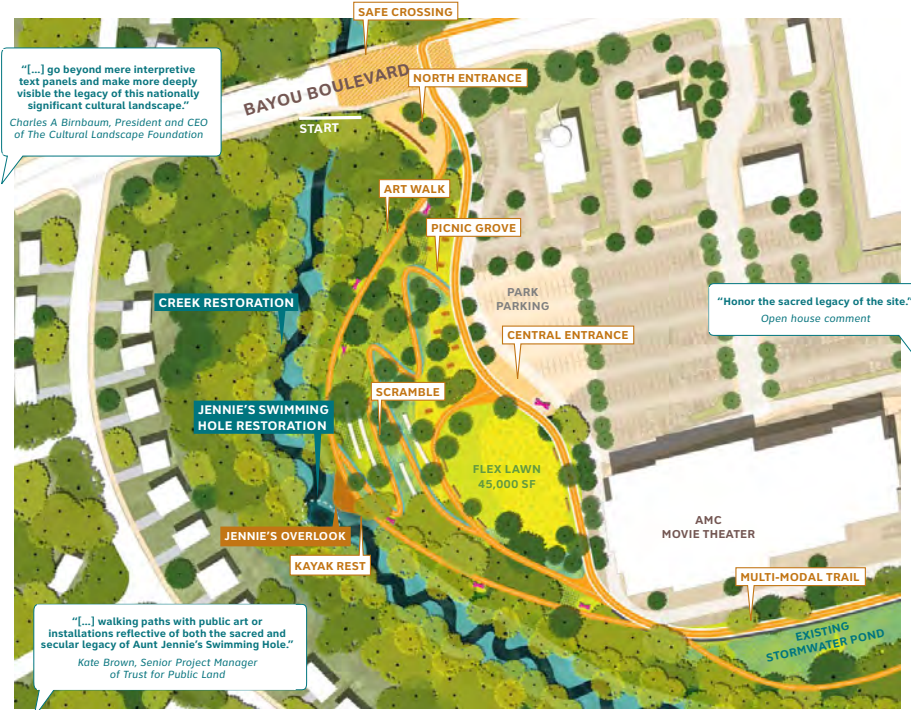 SAFE CROSSING
“[...] go beyond mere interpretive
text panels and make more deeply
visible the legacy of this nationally
significant cultural landscape.”
Charles A Birnbaum, President and CEO
of The Cultural Landscape Foundation
BAYOU BOULEVARD
NORTH ENTRANCE
START
ART WALK
PICNIC GROVE
CREEK RESTORATION
PARK
PARKING
“Honor the sacred legacy of the site.”
Open house comment
CENTRAL ENTRANCE
SCRAMBLE
JENNIE’S SWIMMING
HOLE RESTORATION
FLEX LAWN
45,000 SF
AMC
MOVIE THEATER
JENNIE’S OVERLOOK
KAYAK REST
MULTI-MODAL TRAIL
“[...] walking paths with public art or
installations reflective of both the sacred and
secular legacy of Aunt Jennie’s Swimming Hole.”
Kate Brown, Senior Project Manager
of Trust for Public Land
EXISTING
STORMWATER POND